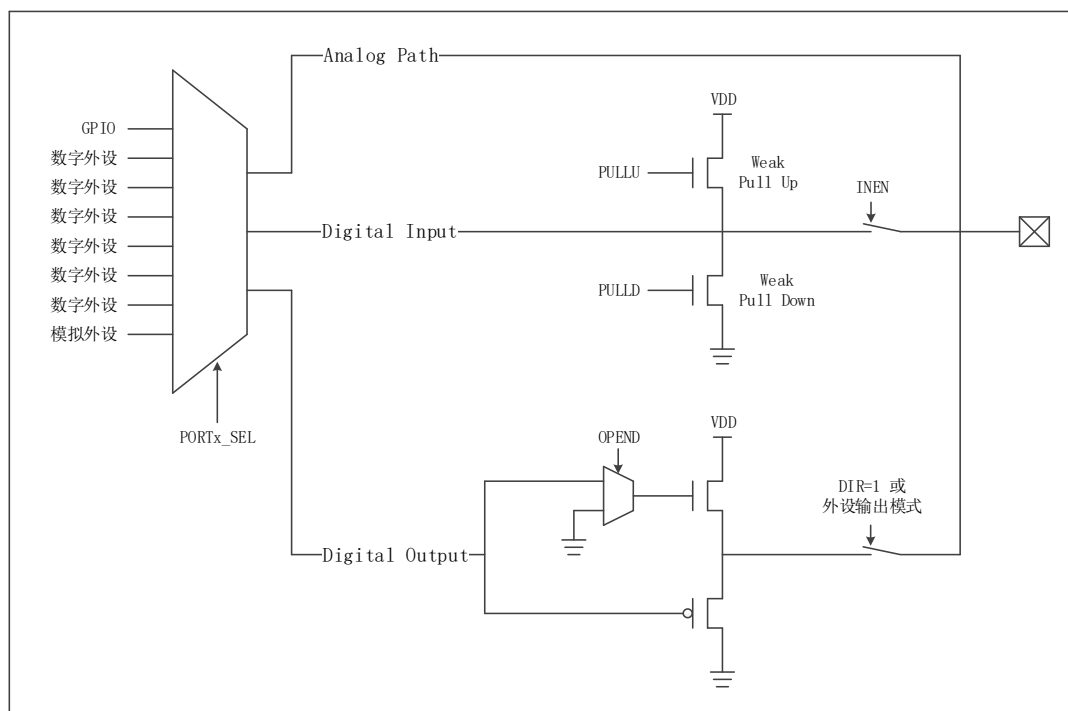 Analog Path
VDD
GPIO
数字外设
数字外设
数字外设
数字外设
数字外设
数字外设
模拟外设
PULLU
Weak
Pull Up
INEN
Digital Input
PULLD
Weak
Pull Down
PORTx_SEL
OPEND
VDD
DIR=1 或
外设输出模式
Digital Output